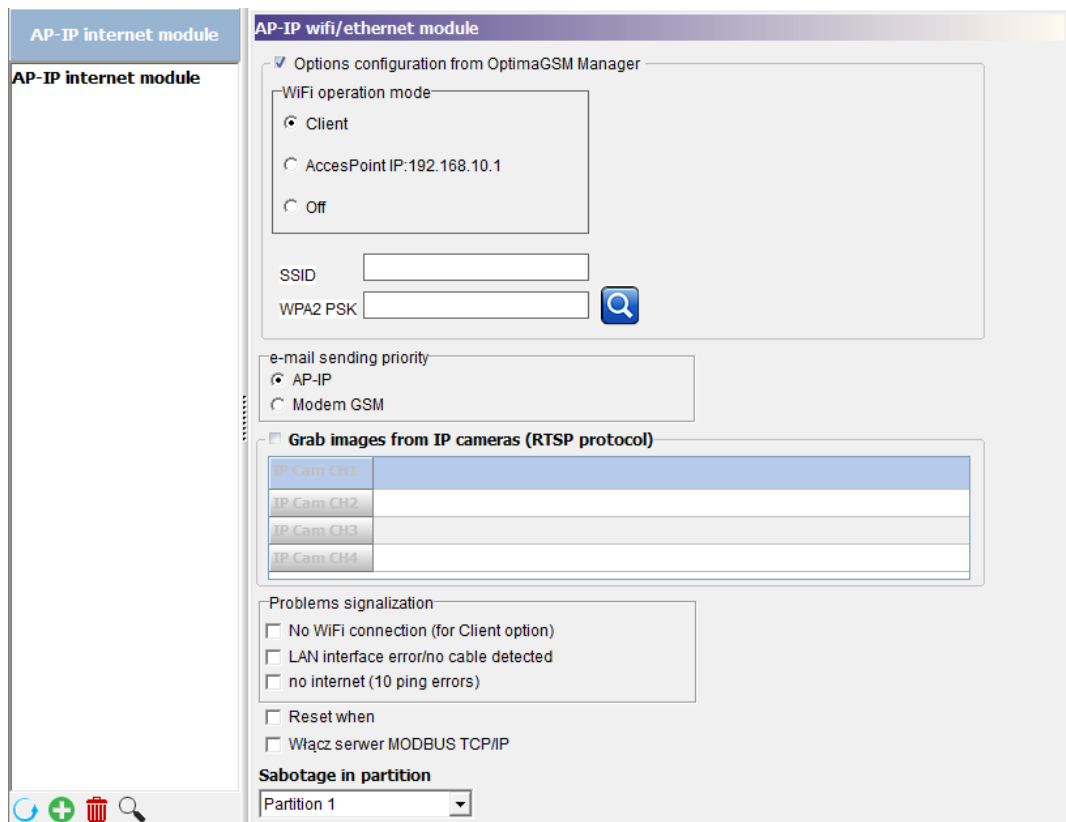 AP-IP internet module
AP-IP internet module
AP-IP wifi/ethernet module
Options configuration from OptimaGSM Manager
WiFi operation mode
Client
AccesPoint IP:192.168.10.1
Off
SSID
WPA2 PSK
e-mail sending priority
AP-IP
Modem GSM
Grab images from IP cameras (RTSP protocol)
IP Cam CH1
IP Cam CH2
IP Cam CH3
IP Cam CH4
Problems signalization
No WiFi connection (for Client option)
LAN interface error/no cable detected
no internet (10 ping errors)
Reset when
Włącz serwer MODBUS TCP/IP
Sabotage in partition
Partition 1